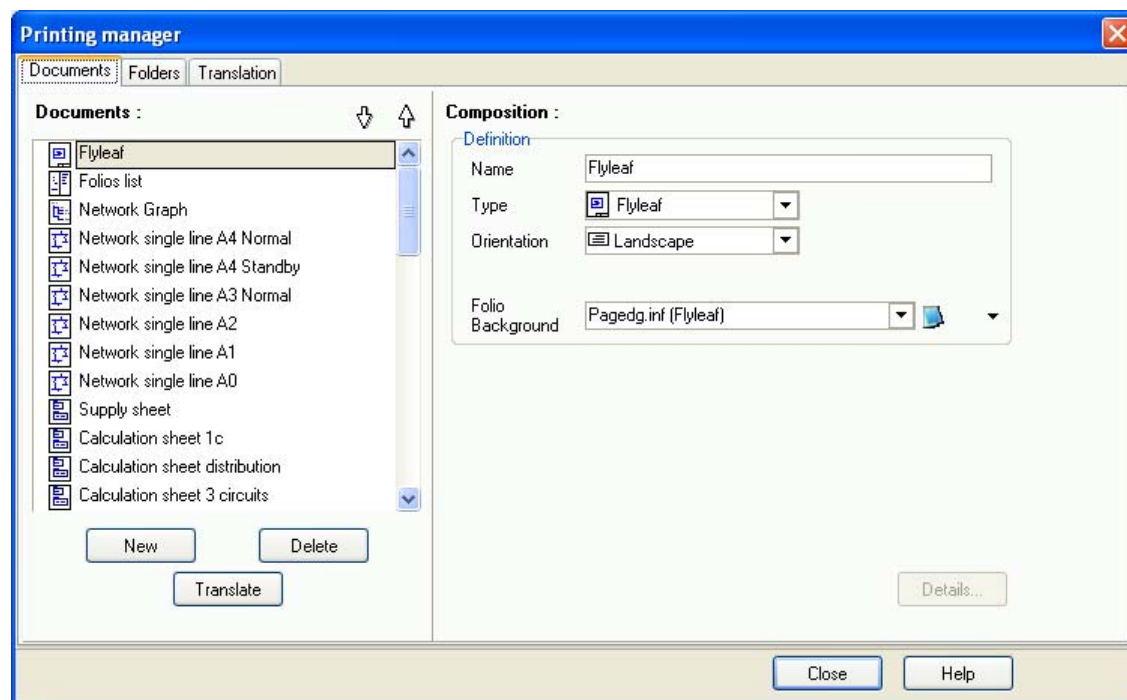 Printing manager
Documents Folders Translation
Documents :
Flyleaf
Folios list
Network Graph
Network single line A4 Normal
Network single line A4 Standby
Network single line A3 Normal
Network single line A2
Network single line A1
Network single line A0
Supply sheet
Calculation sheet 1c
Calculation sheet distribution
Calculation sheet 3 circuits
New Delete
Translate
Composition :
Definition
Name Flyleaf
Type Flyleaf
Orientation Landscape
Folio
Background Pagedg.inf (Flyleaf)
Details...
Close Help